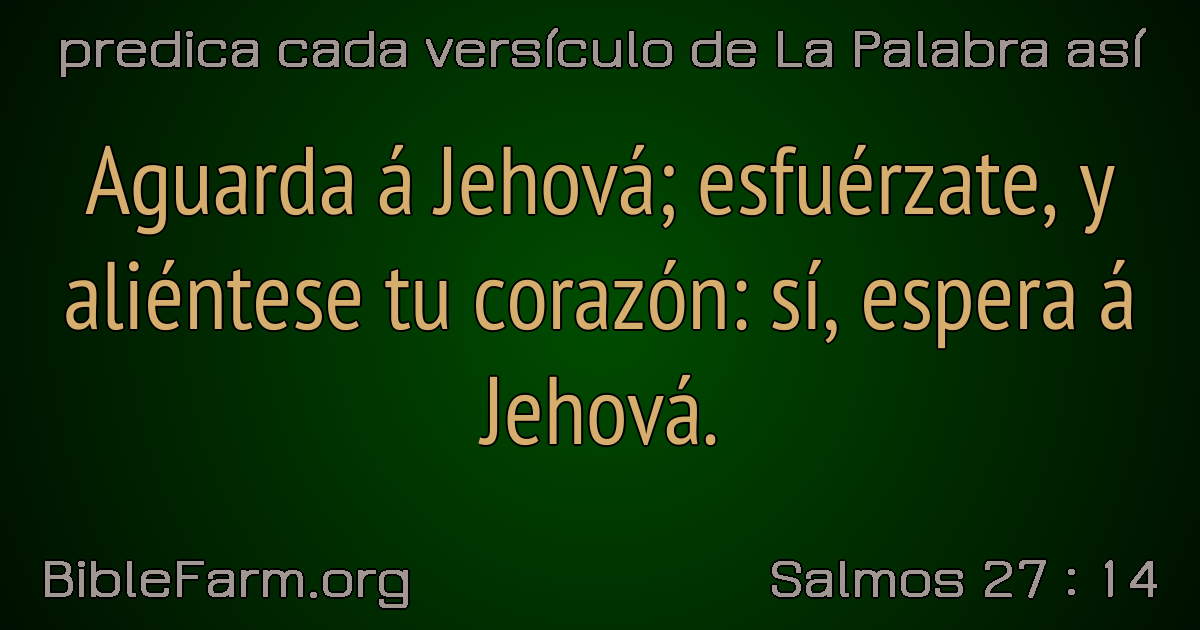 predica cada versículo de La Palabra así
Aguarda á Jehová; esfuérzate, y
aliéntese tu corazón: sí, espera á
Jehová.
BibleFarm.org
Salmos 27 : 14